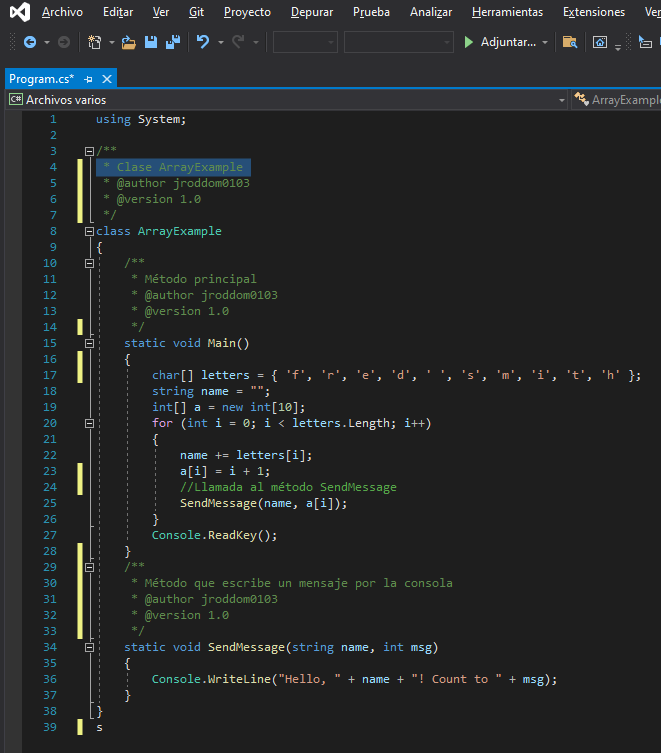 Archivo Editar Ver Git Proyecto Depurar Prueba Analizar Herramientas Extensiones
Adjuntar...
Program.cs*
C# Archivos varios ArrayExample
1 using System;
2
3 /**
4 * Clase ArrayExample
5 * @author jroddom0103
6 * @version 1.0
7 */
8 class ArrayExample
9 {
10 /**
11 * Método principal
12 * @author jroddom0103
13 * @version 1.0
14 */
15 static void Main()
16 {
17 char[] letters = { 'f', 'r', 'e', 'd', ' ', 's', 'm', 'i', 't', 'h' };
18 string name = "";
19 int[] a = new int[10];
20 for (int i = 0; i < letters.Length; i++)
21 {
22 name += letters[i];
23 a[i] = i + 1;
24 //Llamada al método SendMessage
25 SendMessage(name, a[i]);
26 }
27 Console.ReadKey();
28 }
29 /**
30 * Método que escribe un mensaje por la consola
31 * @author jroddom0103
32 * @version 1.0
33 */
34 static void SendMessage(string name, int msg)
35 {
36 Console.WriteLine("Hello, " + name + "! Count to " + msg);
37 }
38 }
39 s